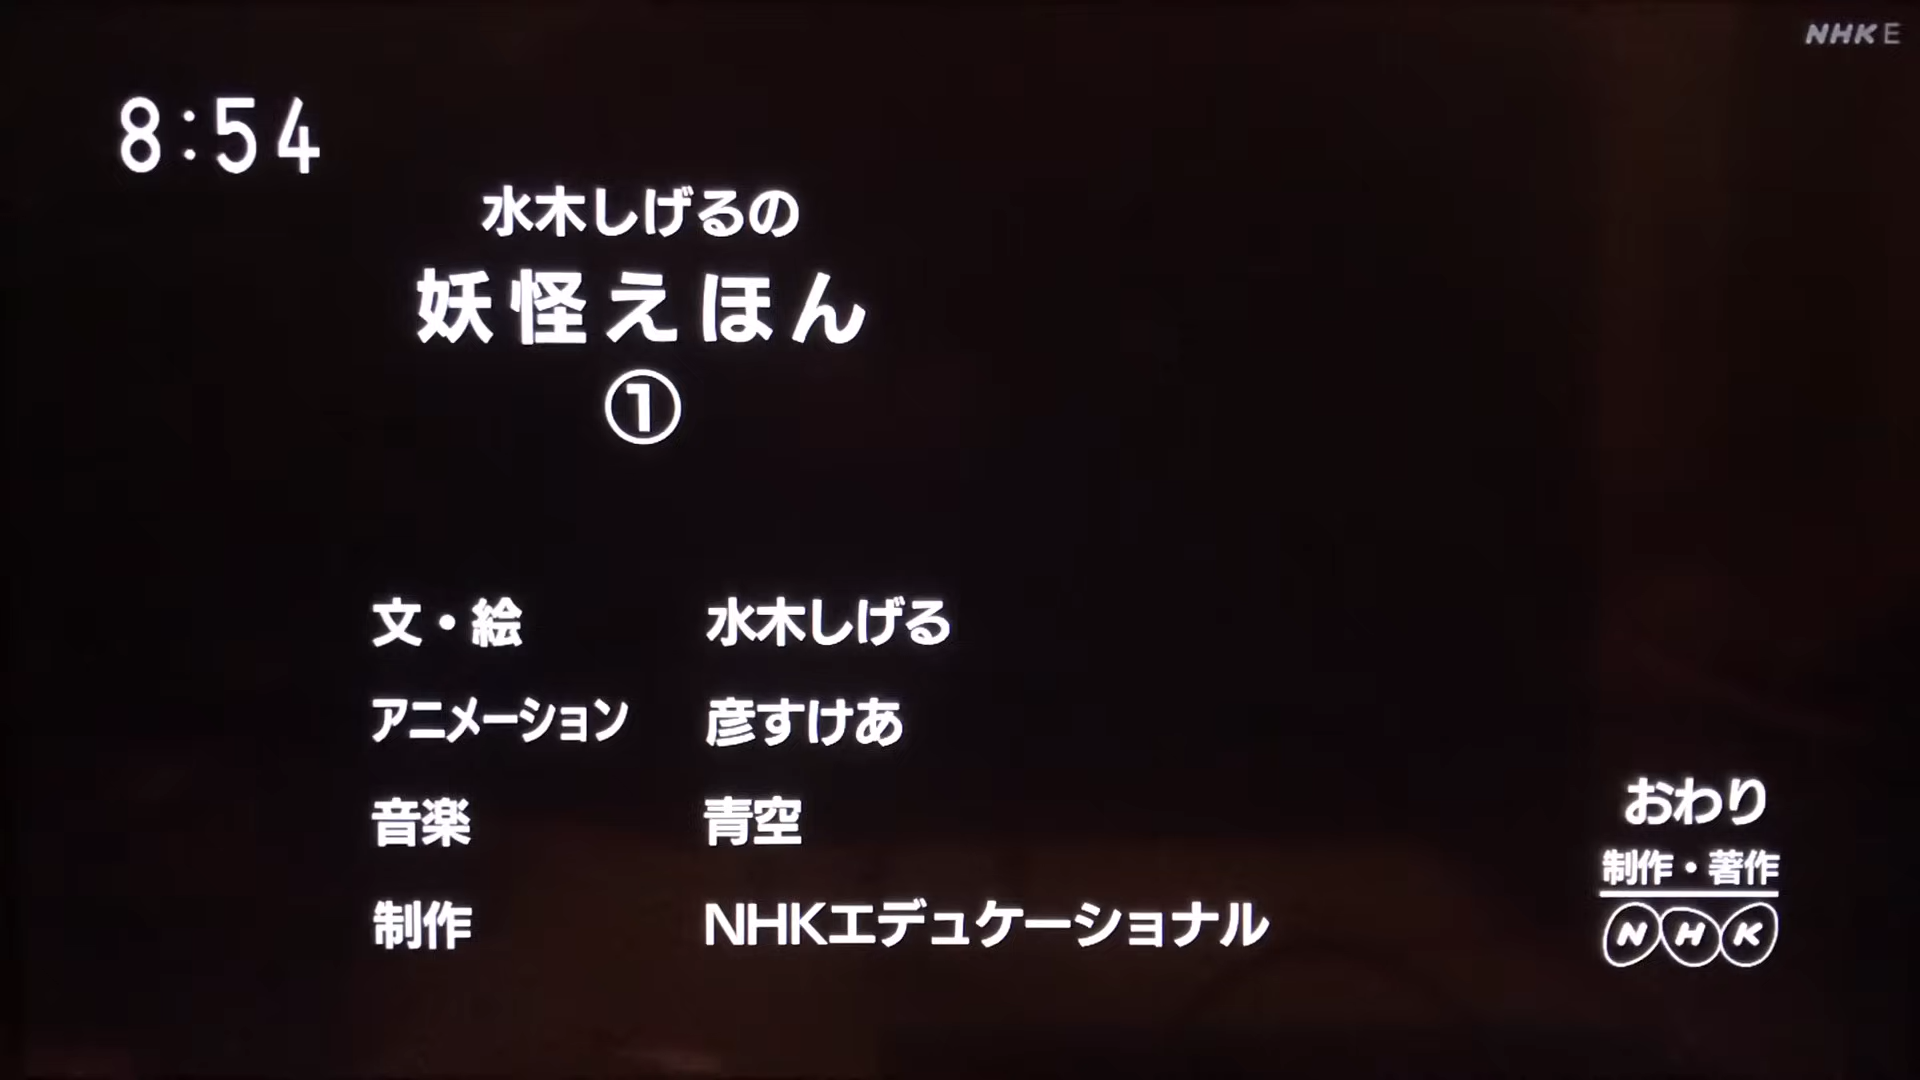 NHK E
8:54
水木しげるの
妖怪えほん
①
文・絵 水木しげる
アニメーション 彦すけあ
音楽 青空
制作 NHKエデュケーショナル
おわり
制作・著作
NHK